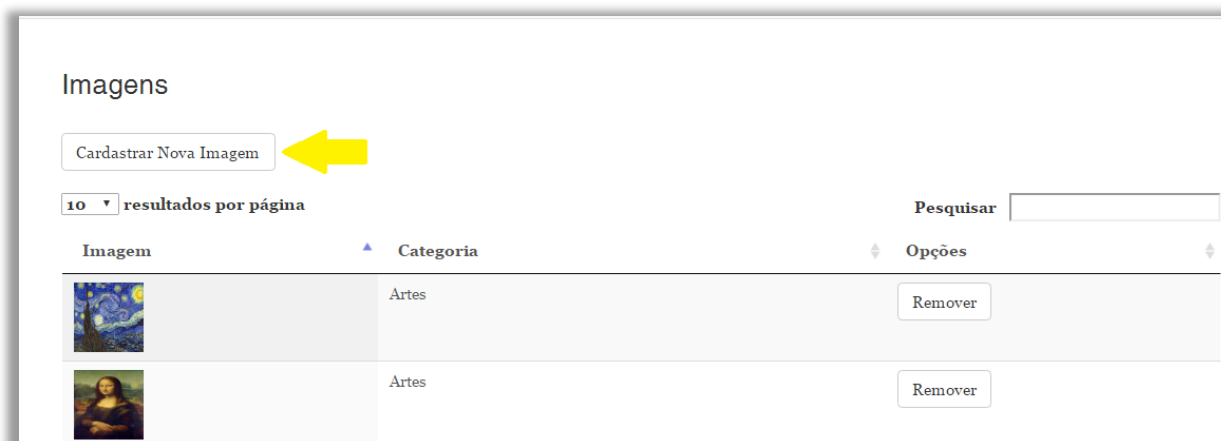 Imagens
Cardastrar Nova Imagem
10 resultados por página
Pesquisar
Imagem Categoria Opções
Artes Remover
Artes Remover